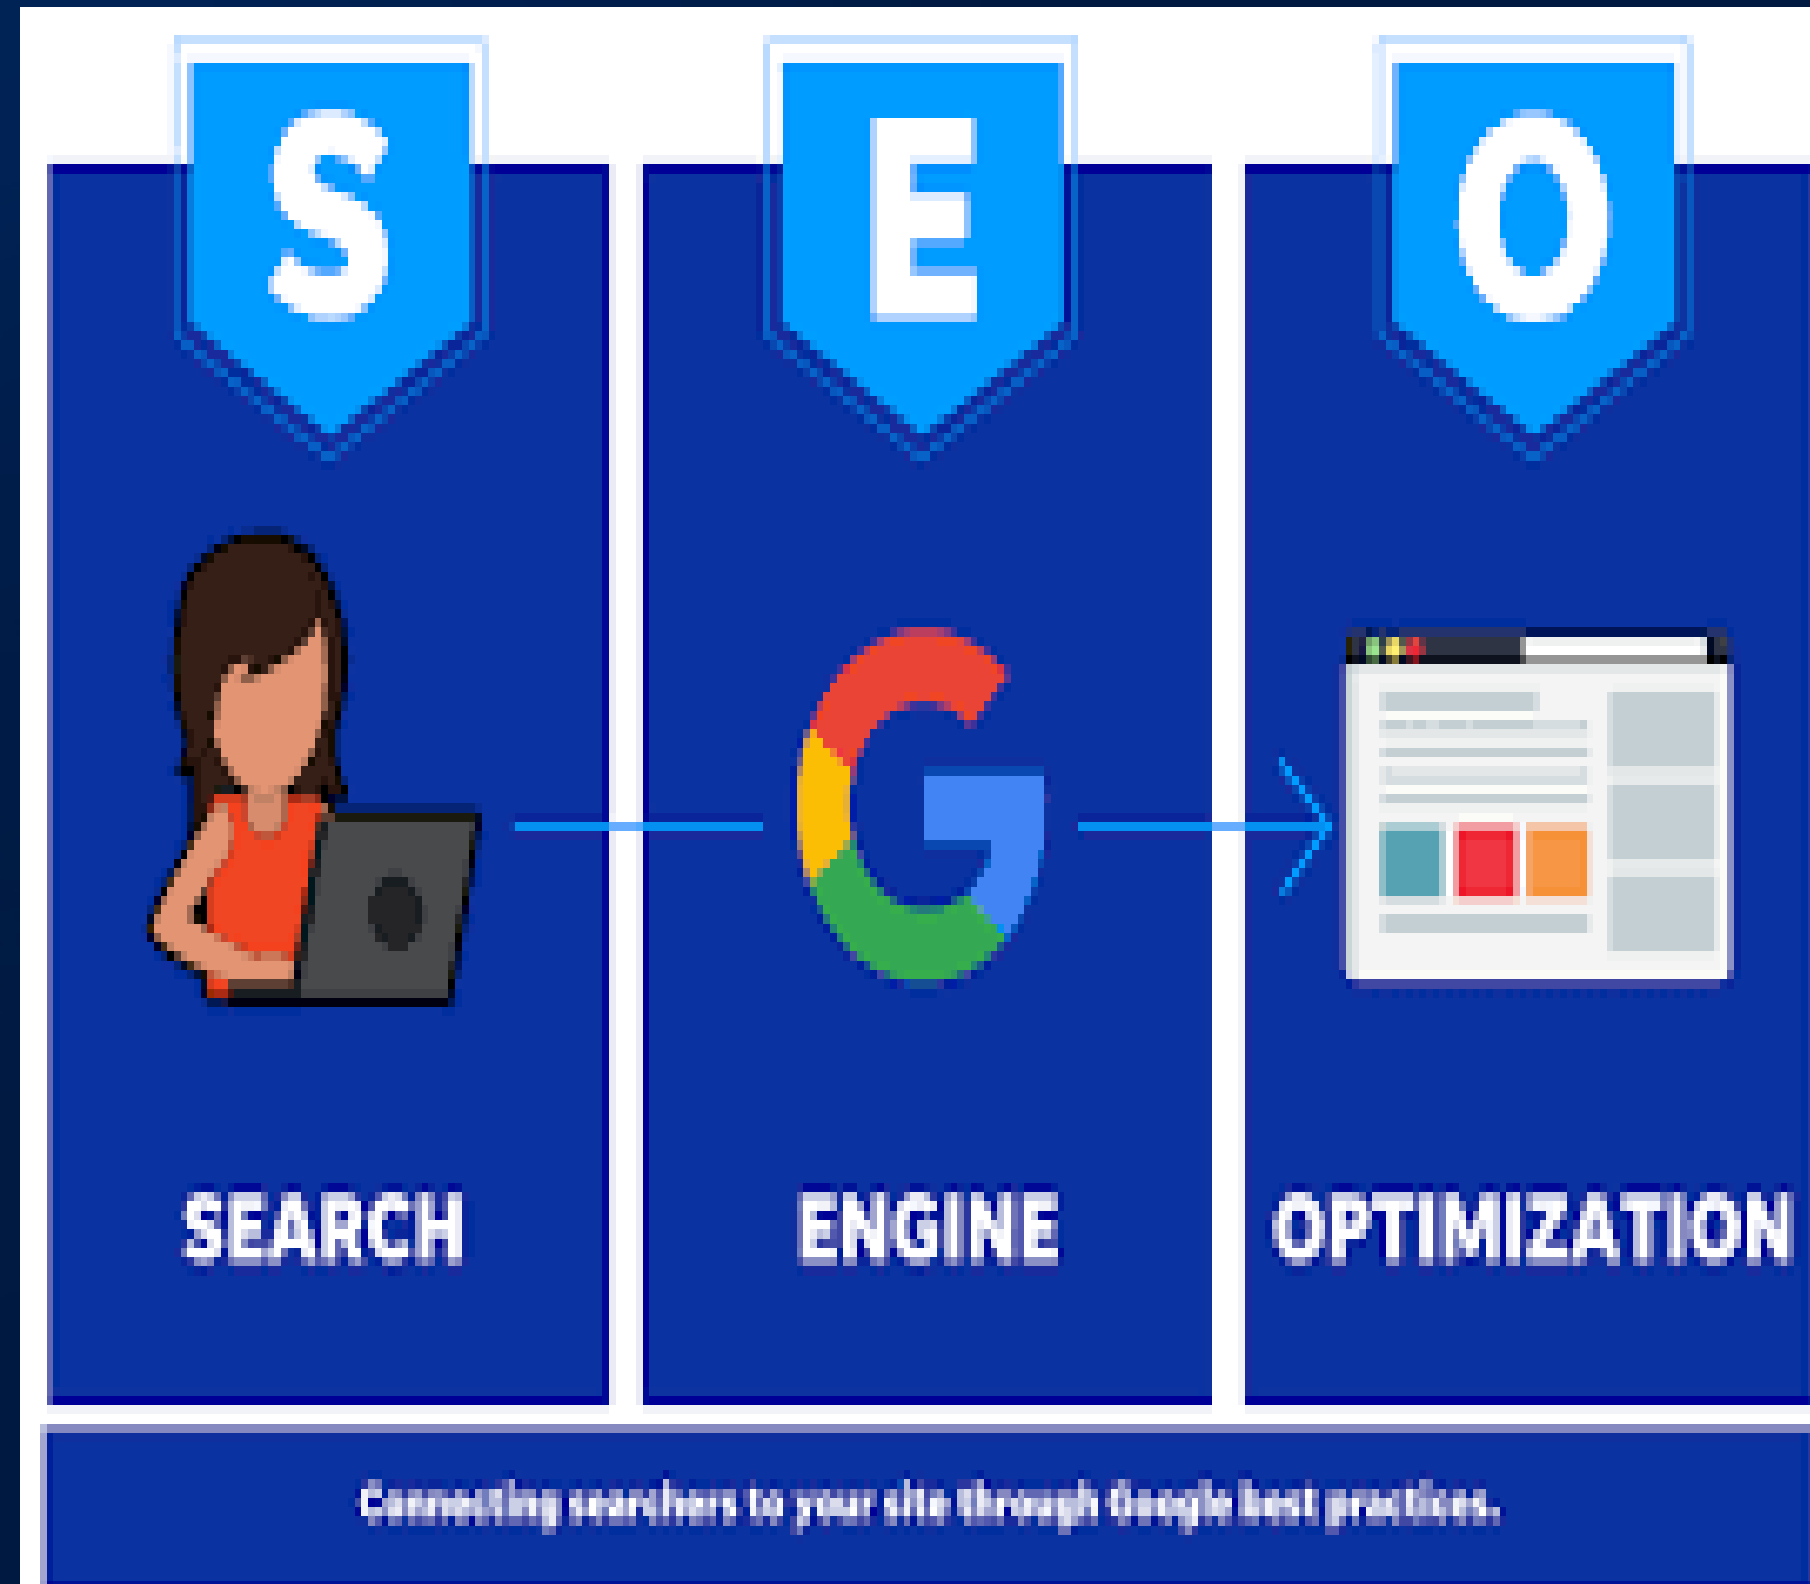 S E O
SEARCH ENGINE OPTIMIZATION
Connecting searchers to your site through Google best practices.